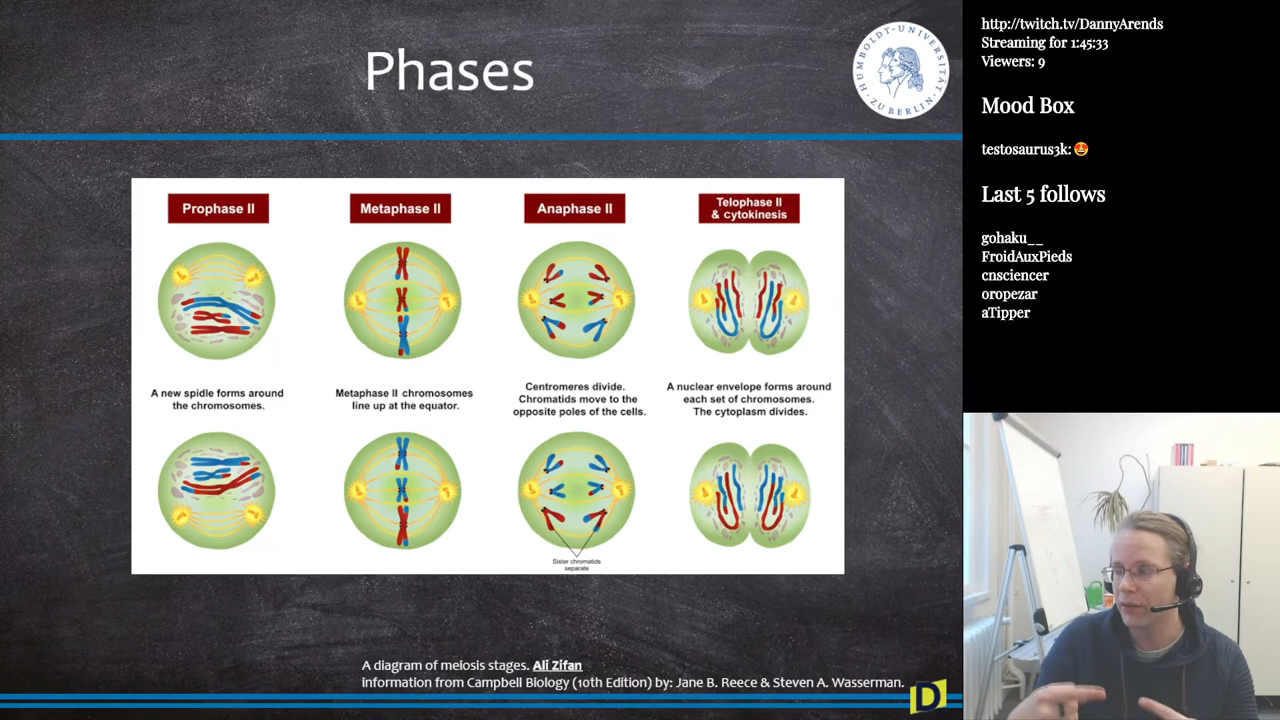 Phases
HUMBOLDT-UNIVERSITÄT
ZU BERLIN
Prophase II
Metaphase II
Anaphase II
Telophase II
& cytokinesis
A new spidle forms around
the chromosomes.
Metaphase II chromosomes
line up at the equator.
Centromeres divide.
Chromatids move to the
opposite poles of the cells.
A nuclear envelope forms around
each set of chromosomes.
The cytoplasm divides.
Sister chromatids
separate
A diagram of meiosis stages. Ali Zifan
information from Campbell Biology (10th Edition) by: Jane B. Reece & Steven A. Wasserman.
D
http://twitch.tv/DannyArends
Streaming for 1:45:33
Viewers: 9
Mood Box
testosaurus3k: 🤩
Last 5 follows
gohaku__
FroidAuxPieds
cnsciencer
oropezar
aTipper